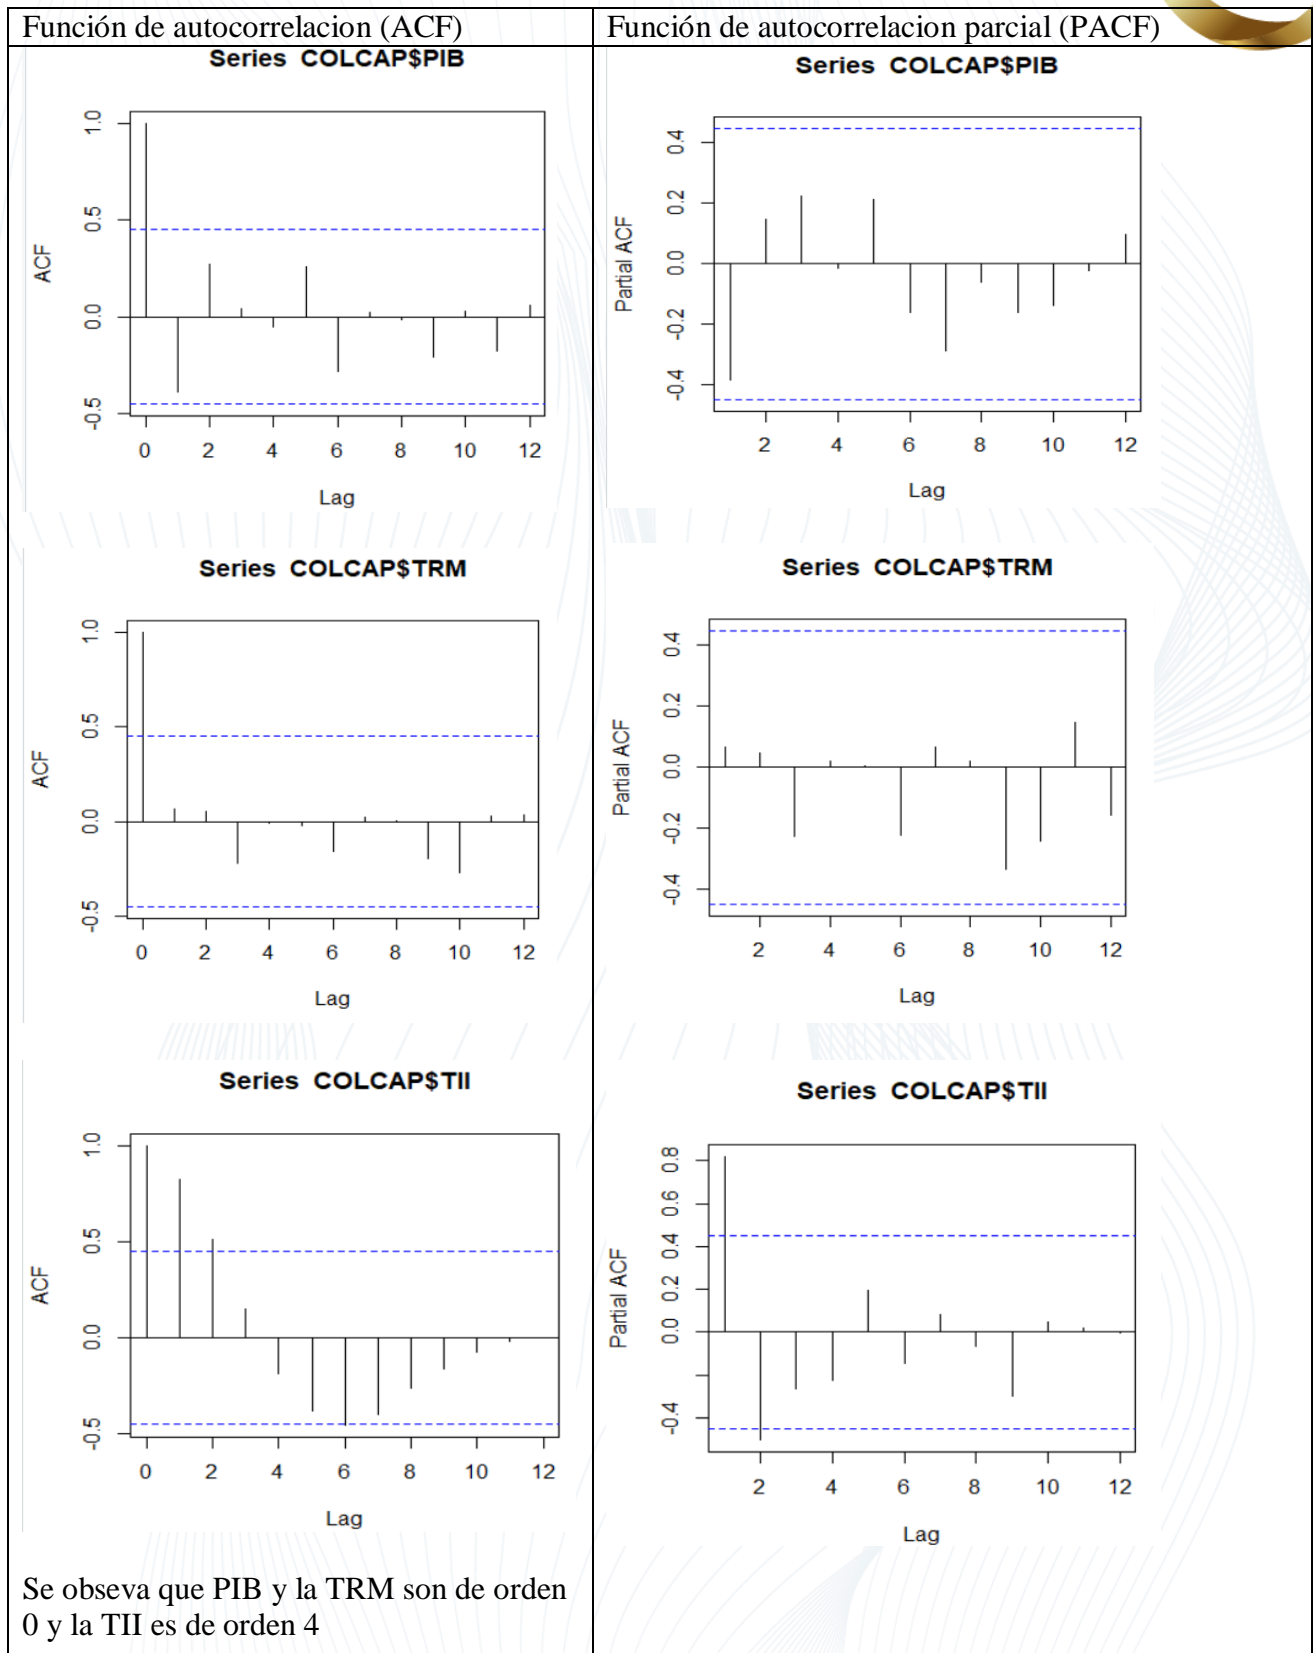 Función de autocorrelacion (ACF)
Función de autocorrelacion parcial (PACF)
Series COLCAP$PIB
ACF
1.0
0.5
0.0
-0.5
0 2 4 6 8 10 12
Lag
Series COLCAP$PIB
Partial ACF
0.4
0.2
0.0
-0.2
-0.4
2 4 6 8 10 12
Lag
Series COLCAP$TRM
ACF
1.0
0.5
0.0
-0.5
0 2 4 6 8 10 12
Lag
Series COLCAP$TRM
Partial ACF
0.4
0.2
0.0
-0.2
-0.4
2 4 6 8 10 12
Lag
Series COLCAP$TII
ACF
1.0
0.5
0.0
-0.5
0 2 4 6 8 10 12
Lag
Series COLCAP$TII
Partial ACF
0.8
0.6
0.4
0.2
0.0
-0.4
2 4 6 8 10 12
Lag
Se obseva que PIB y la TRM son de orden
0 y la TII es de orden 4